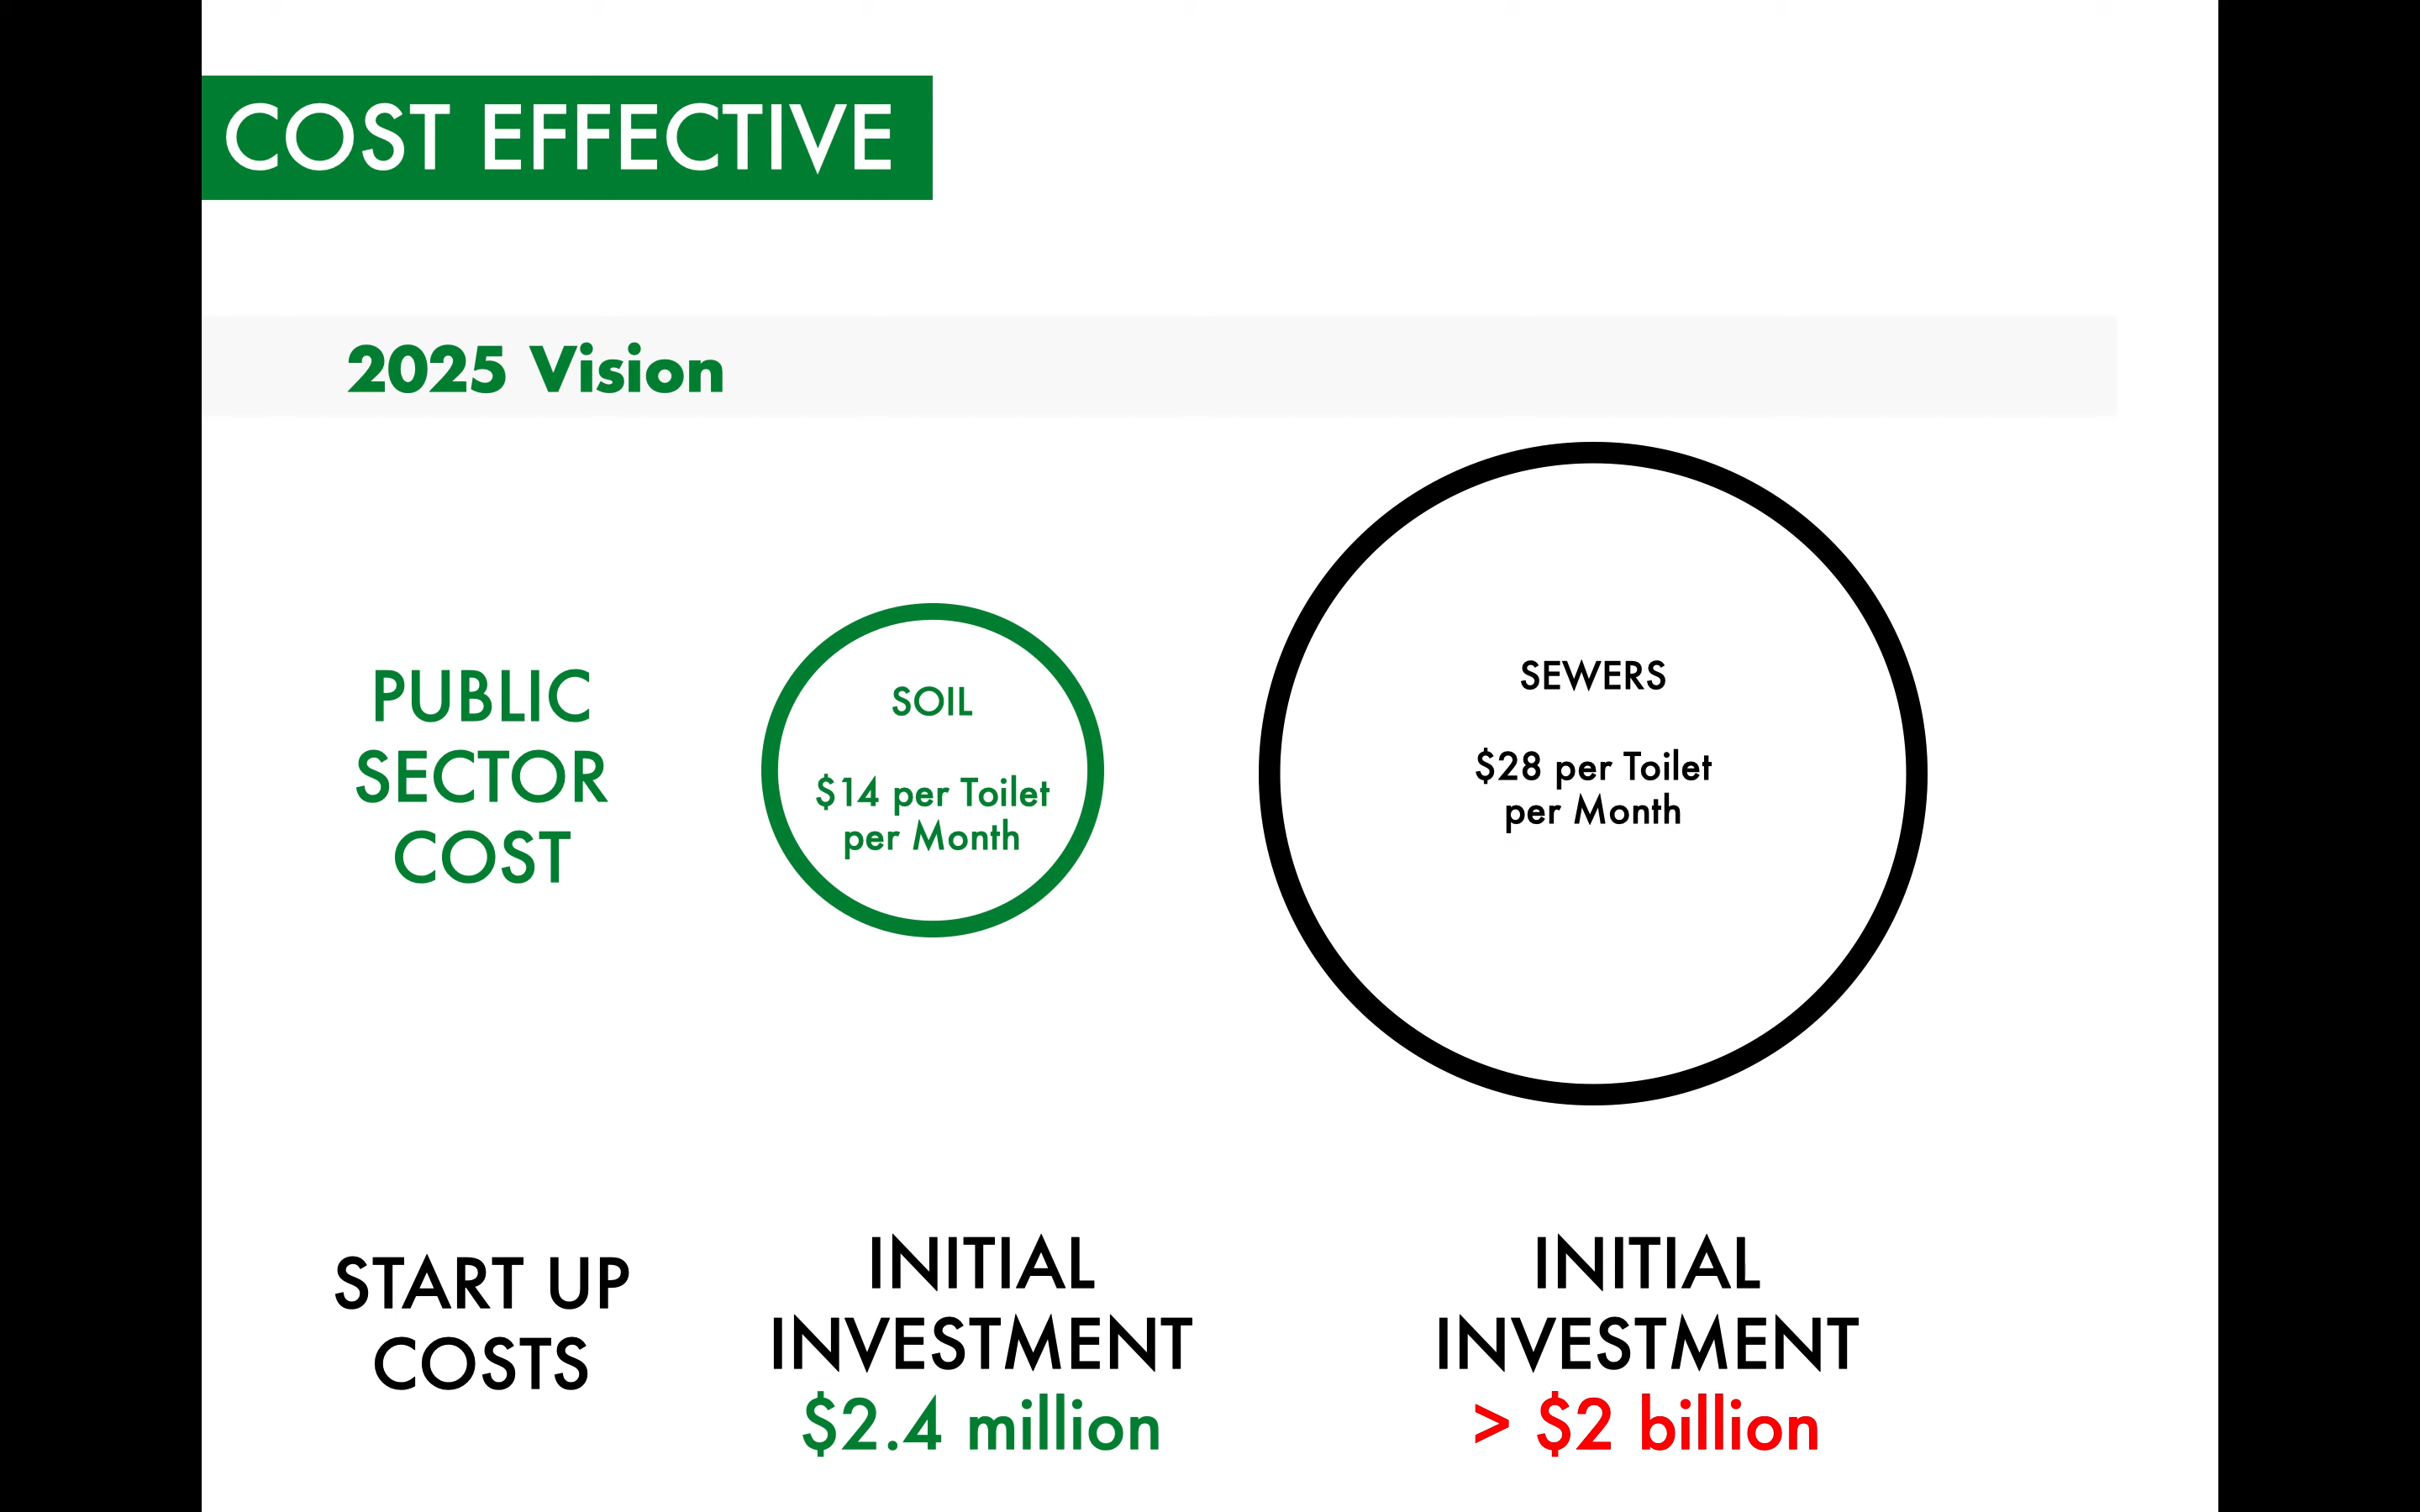 COST EFFECTIVE
2025 Vision
PUBLIC
SECTOR
COST
SOIL
$14 per Toilet
per Month
SEWERS
$28 per Toilet
per Month
START UP
COSTS
INITIAL
INVESTMENT
$2.4 million
INITIAL
INVESTMENT
> $2 billion